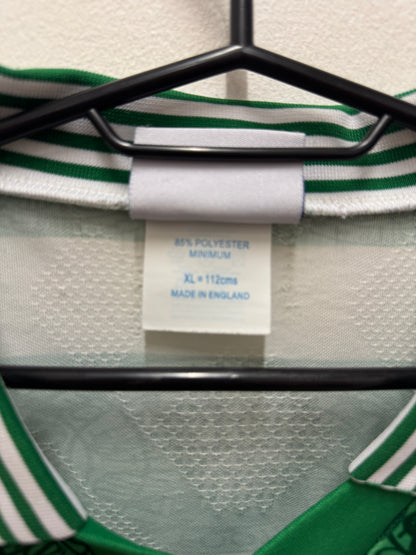 85% POLYESTER
MINIMUM
XL = 112cms
MADE IN ENGLAND